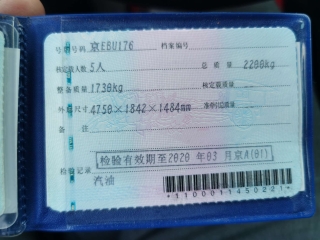 号牌号码 京EBU176 档案编号
核定载人数 5人 总质量 2200kg
整备质量 1730kg 核定载质量
外廓尺寸 4750×1842×1484mm 准牵引总质量
备注
检验有效期至2020年03月京A(01)
检验记录
汽油
*1100011450221*